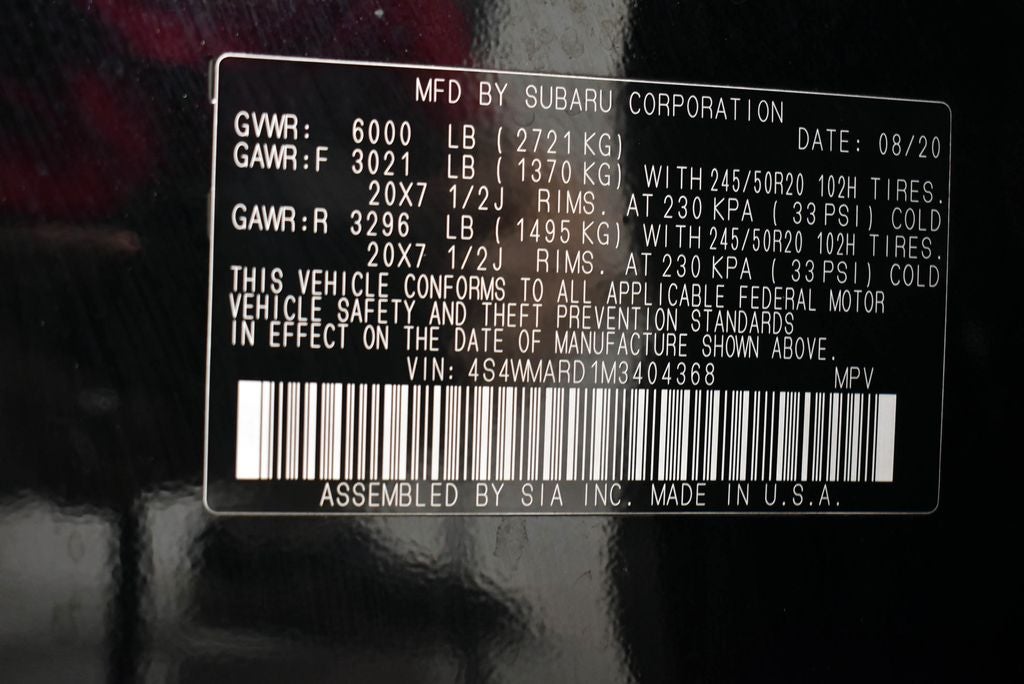 MFD BY SUBARU CORPORATION
GVWR: 6000 LB ( 2721 KG) DATE: 08/20
GAWR:F 3021 LB ( 1370 KG) WITH 245/50R20 102H TIRES.
20X7 1/2J RIMS. AT 230 KPA ( 33 PSI) COLD
GAWR:R 3296 LB ( 1495 KG) WITH 245/50R20 102H TIRES.
20X7 1/2J RIMS. AT 230 KPA ( 33 PSI) COLD
THIS VEHICLE CONFORMS TO ALL APPLICABLE FEDERAL MOTOR
VEHICLE SAFETY AND THEFT PREVENTION STANDARDS
IN EFFECT ON THE DATE OF MANUFACTURE SHOWN ABOVE.
VIN: 4S4WMARD1M3404368 MPV
ASSEMBLED BY SIA INC. MADE IN U.S.A.